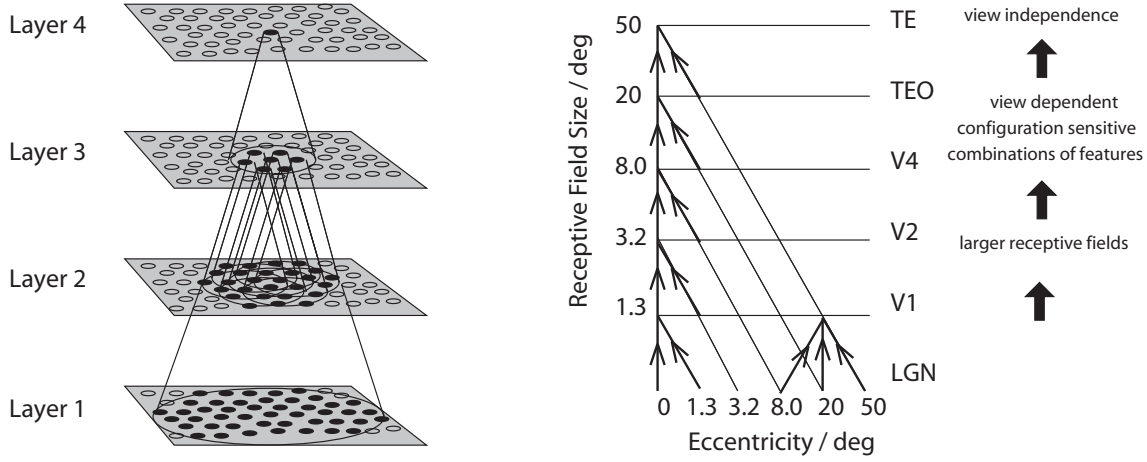 Layer 4
Layer 3
Layer 2
Layer 1
Receptive Field Size / deg
50
20
8.0
3.2
1.3
TE
TEO
V4
V2
V1
LGN
0 1.3 3.2 8.0 20 50
Eccentricity / deg
view independence
view dependent
configuration sensitive
combinations of features
larger receptive fields